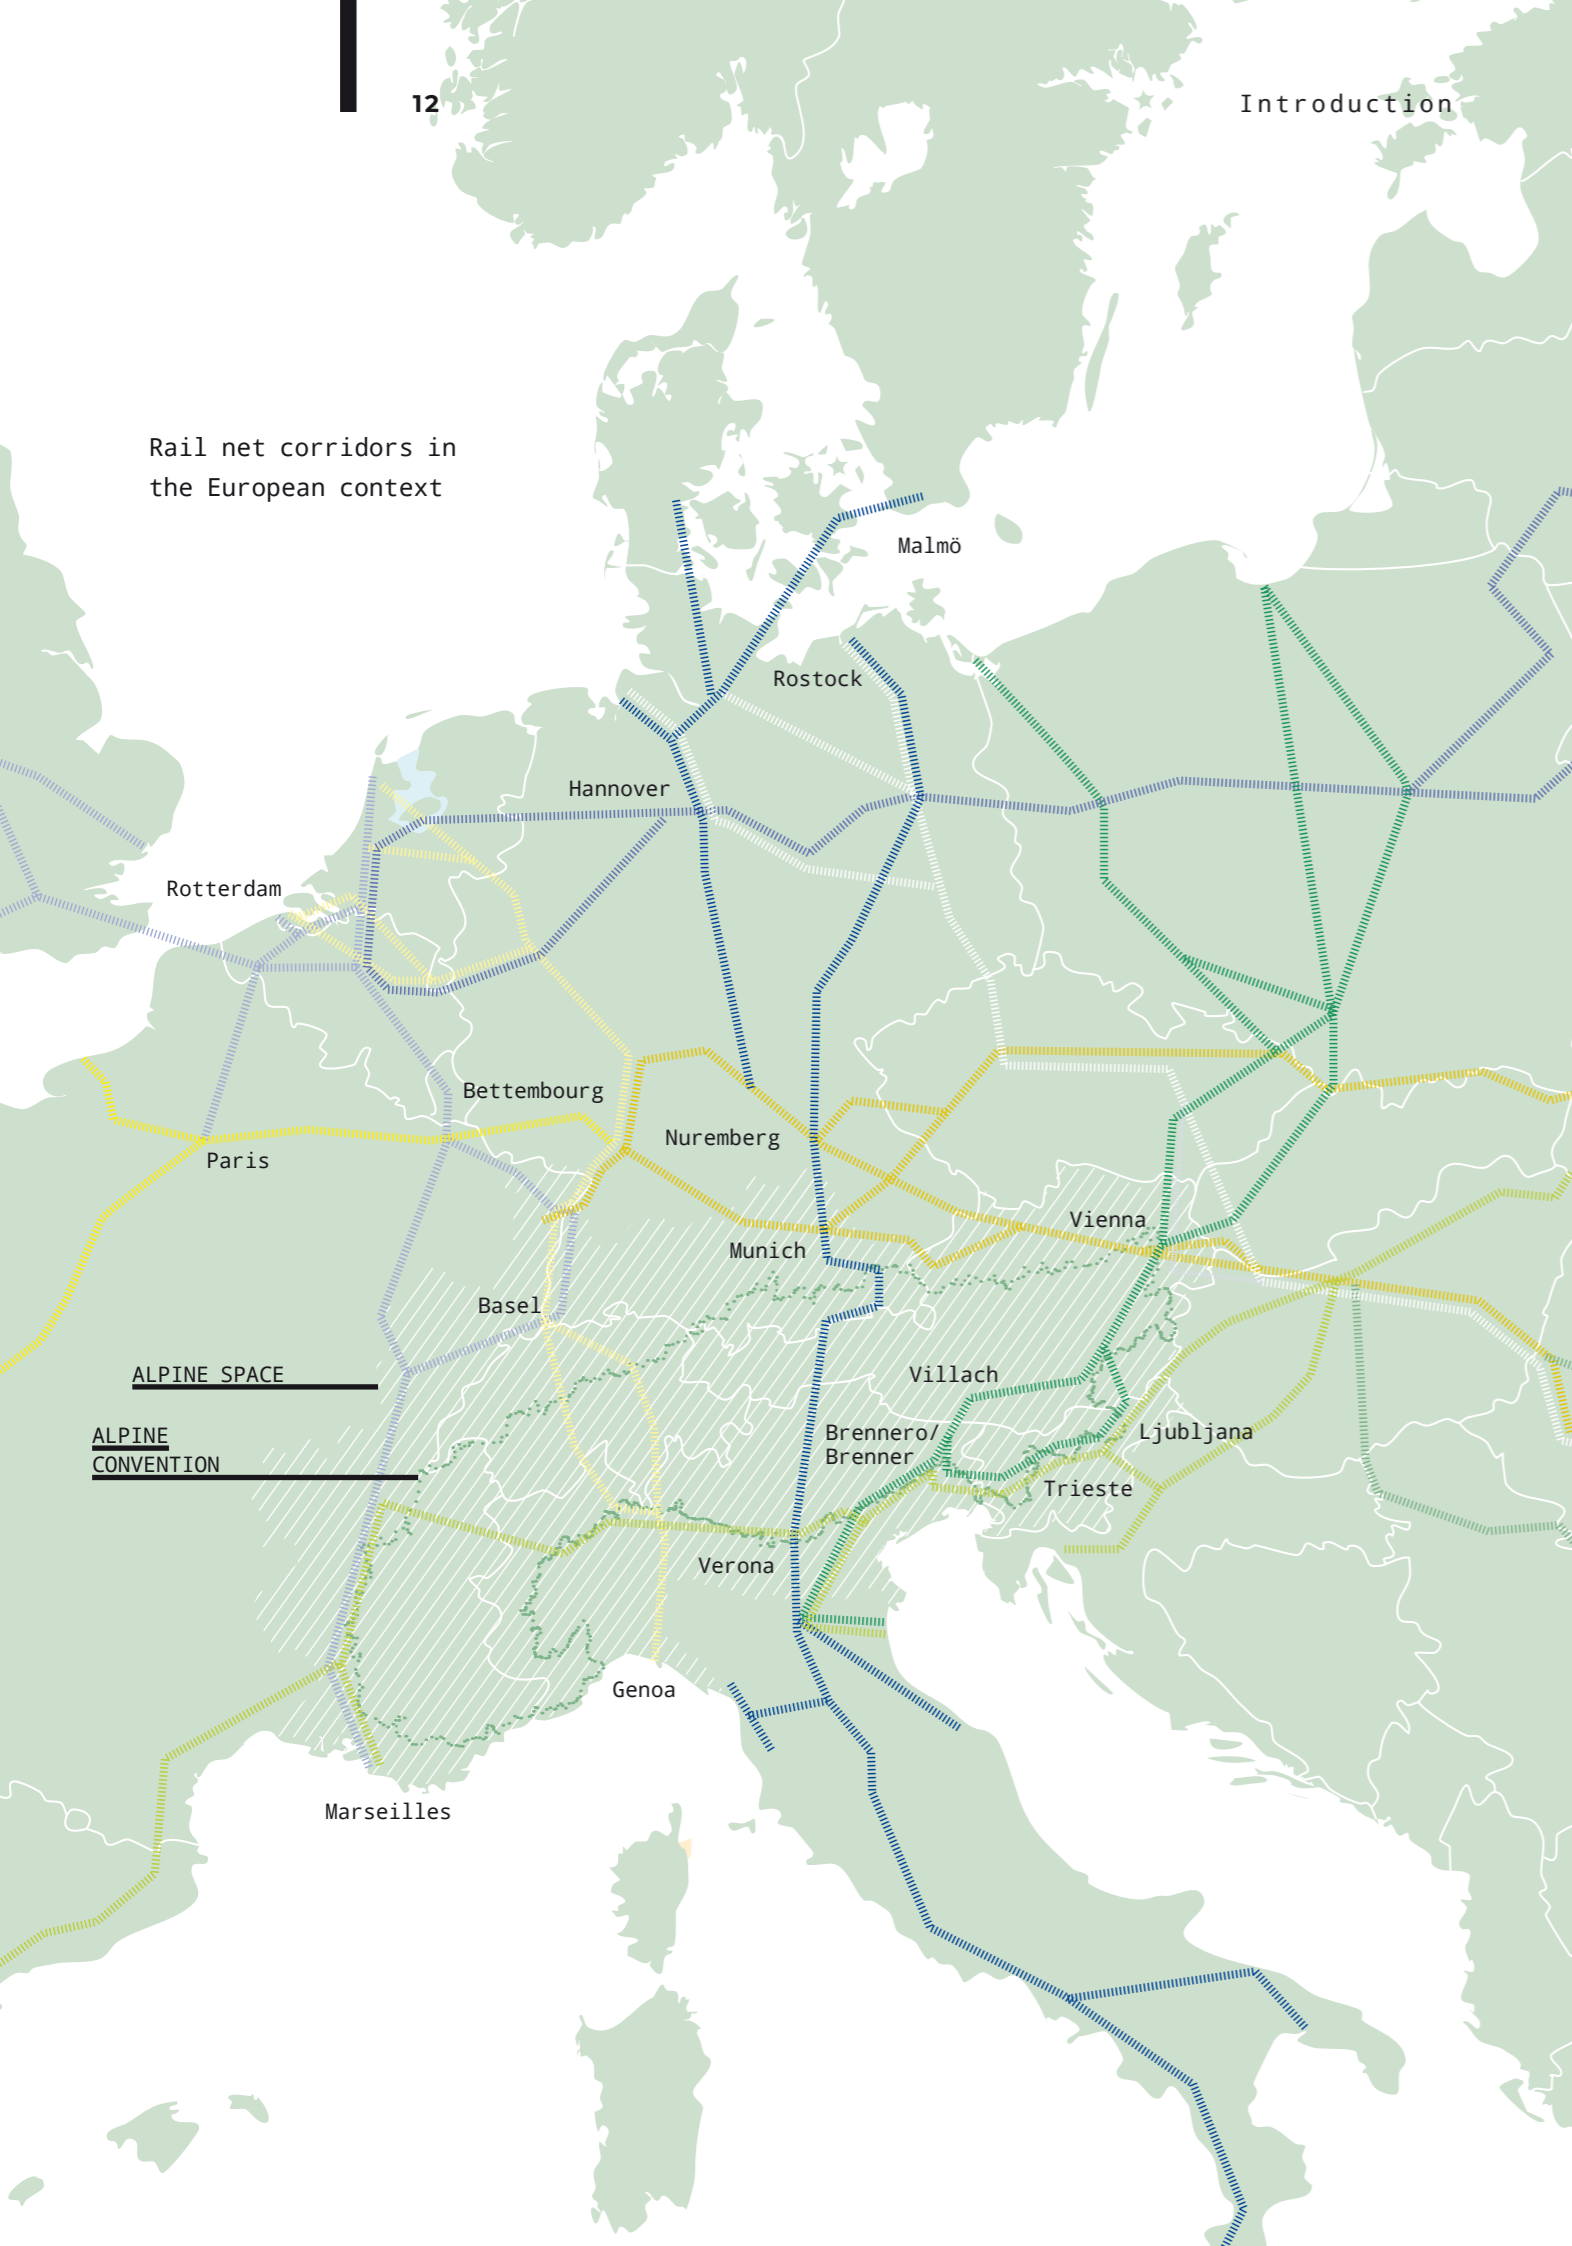 12
Introduction
Rail net corridors in
the European context
Malmö
Rostock
Hannover
Rotterdam
Bettembourg
Nuremberg
Paris
Vienna
Munich
Basel
ALPINE SPACE
Villach
Brennero/
Brenner
Ljubljana
ALPINE
CONVENTION
Trieste
Verona
Genoa
Marseilles